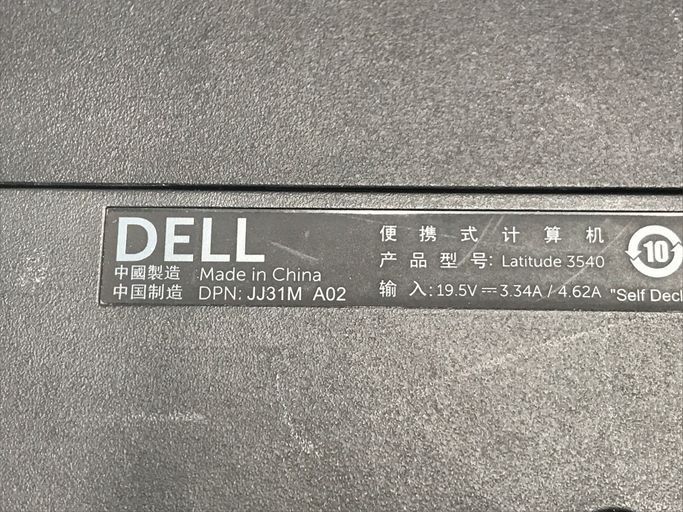 DELL
中國製造 Made in China
中国制造 DPN: JJ31M A02
便携式计算机
产品型号: Latitude 3540
输入: 19.5V ⎓ 3.34A / 4.62A
10
"Self Decl